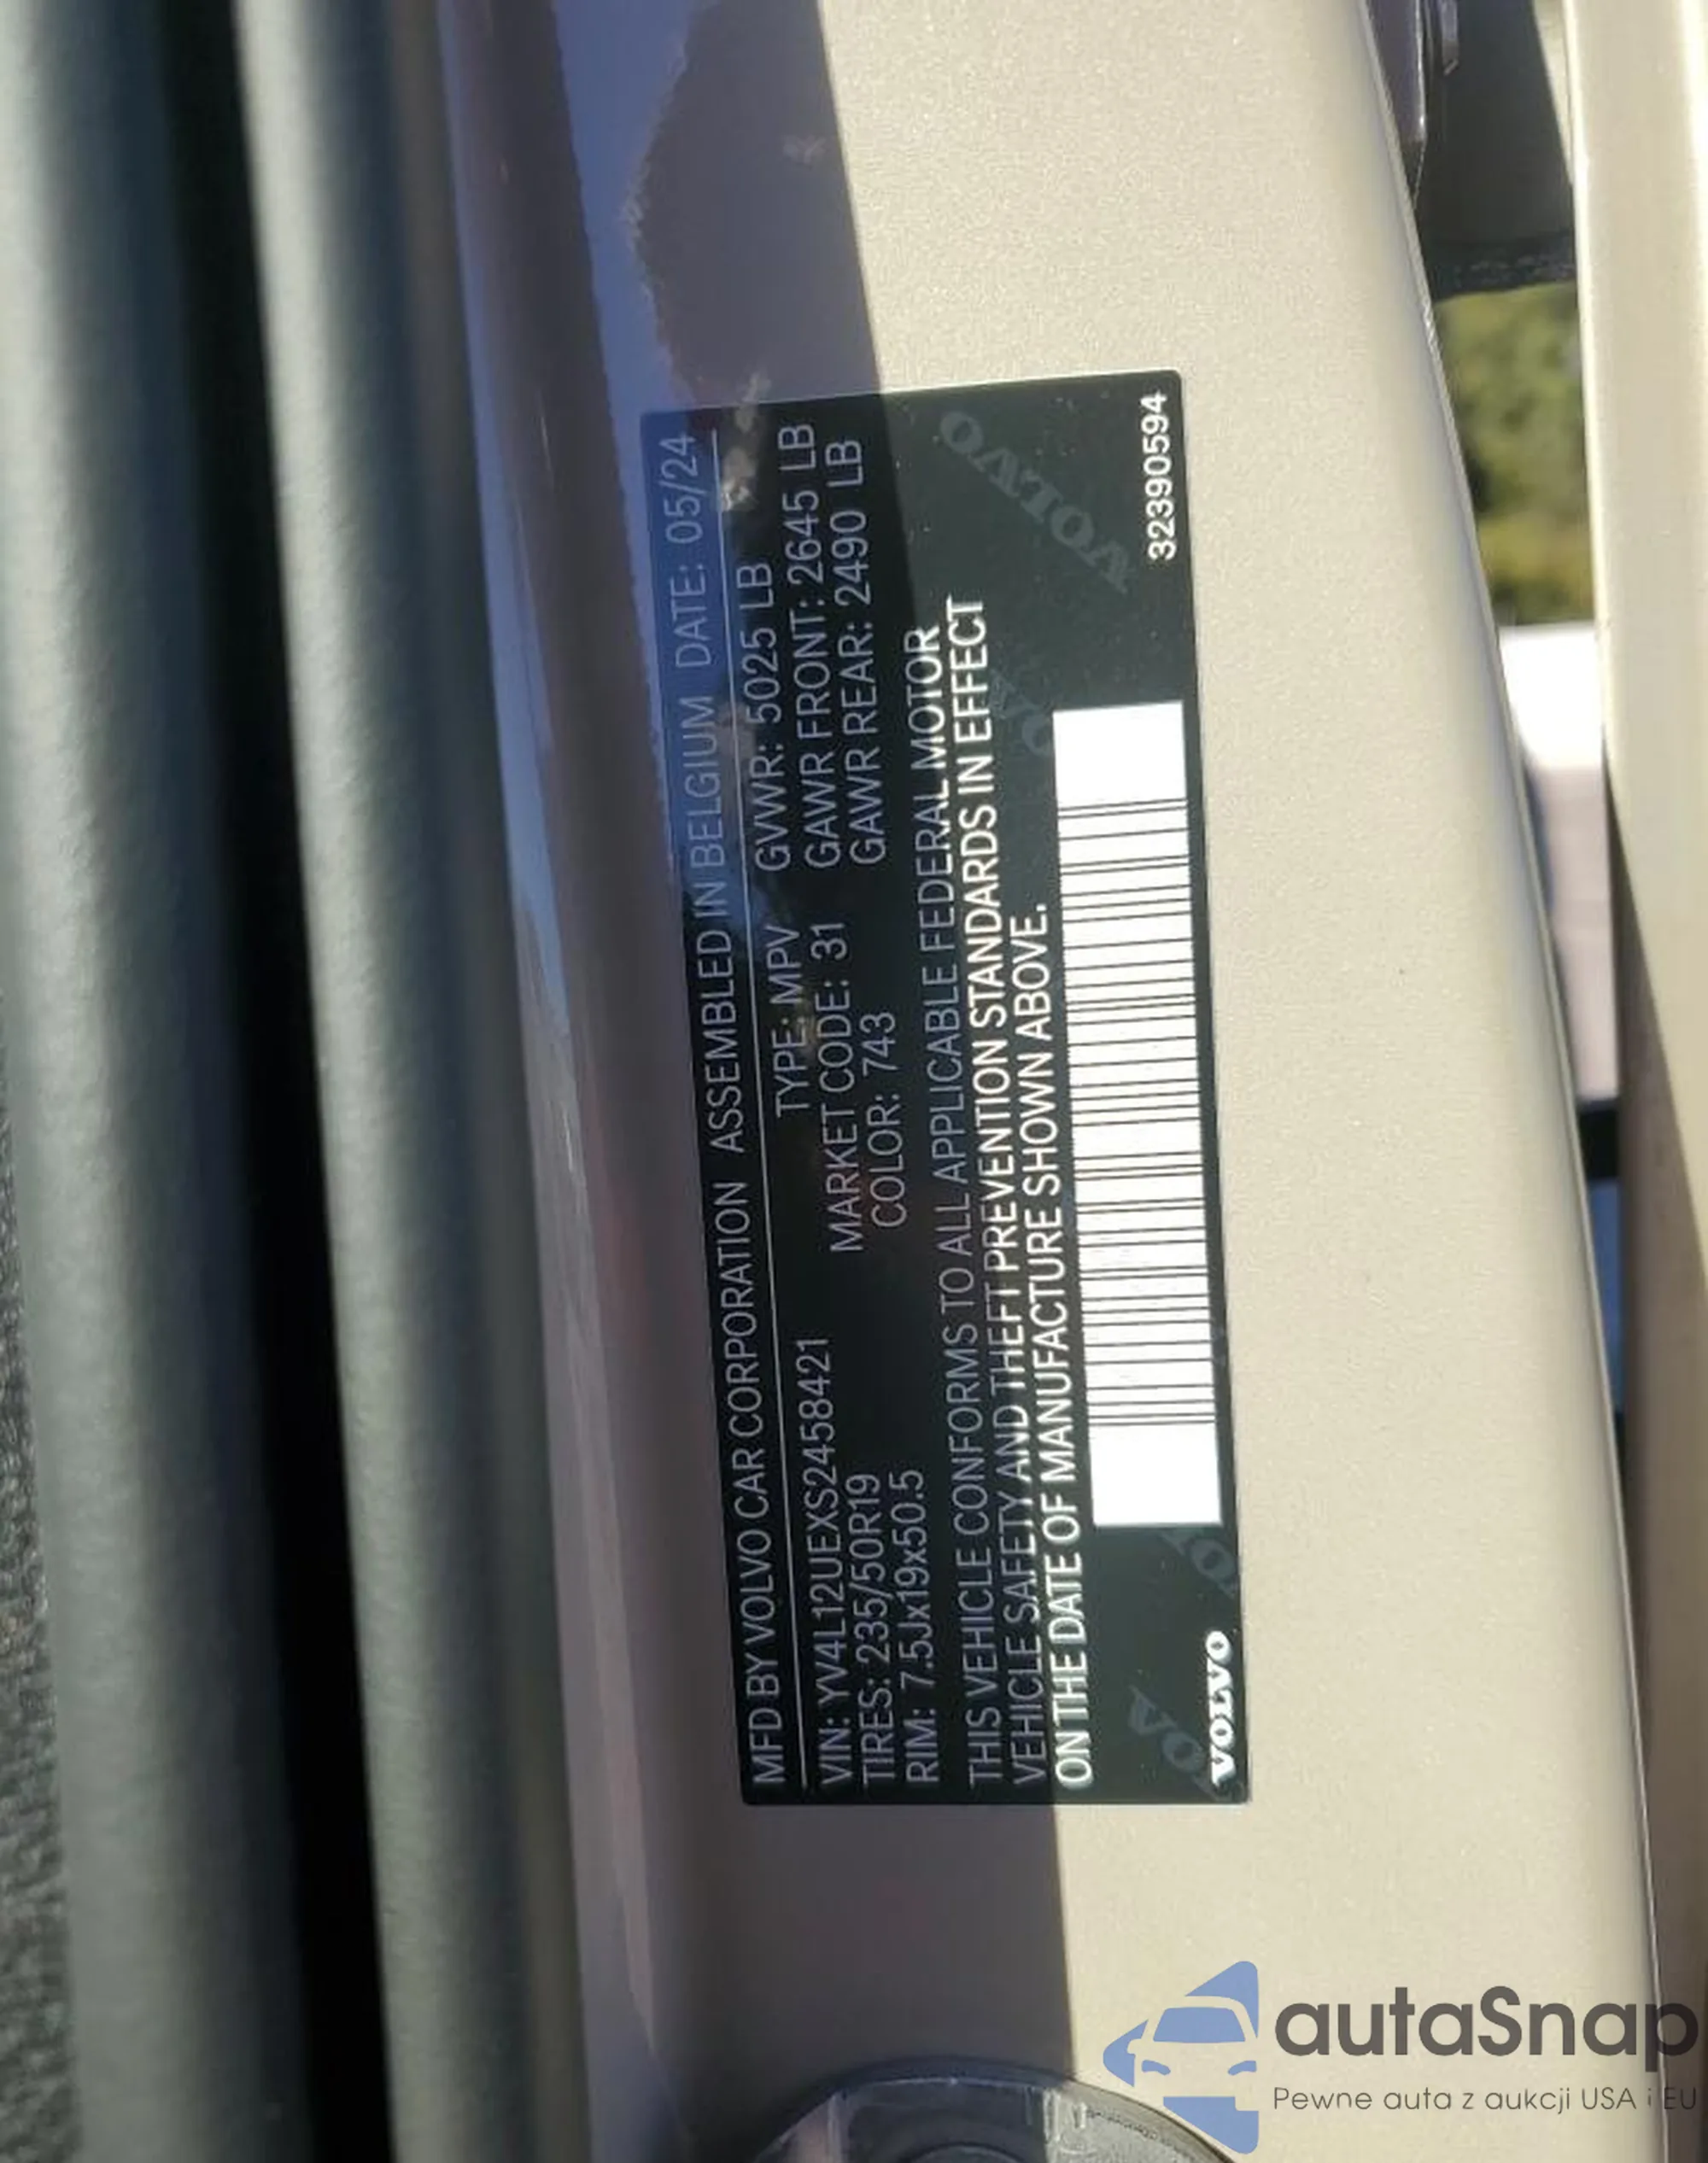 MFD BY VOLVO CAR CORPORATION ASSEMBLED IN BELGIUM DATE: 05/24
VIN: YV4L12UEXS2458421 TYPE: MPV GVWR: 5025 LB
TIRES: 235/50R19 MARKET CODE: 31 GAWR FRONT: 2645 LB
RIM: 7.5Jx19x50.5 COLOR: 743 GAWR REAR: 2490 LB
THIS VEHICLE CONFORMS TO ALL APPLICABLE FEDERAL MOTOR
VEHICLE SAFETY AND THEFT PREVENTION STANDARDS IN EFFECT
ON THE DATE OF MANUFACTURE SHOWN ABOVE.
VOLVO
VOLVO 32390594
autaSnap
Pewne auta z aukcji USA i EU